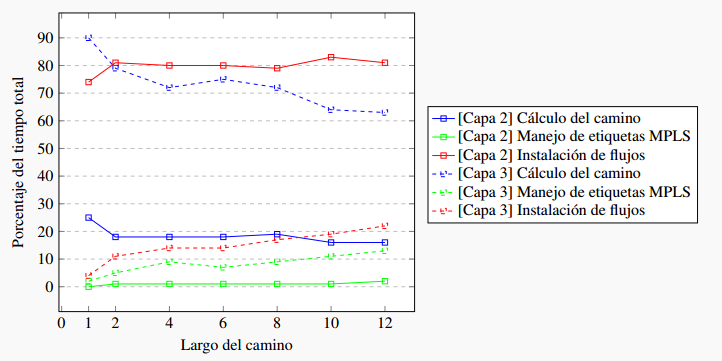 Porcentaje del tiempo total
90
80
70
60
50
40
30
20
10
0
0 1 2 4 6 8 10 12
Largo del camino
[Capa 2] Cálculo del camino
[Capa 2] Manejo de etiquetas MPLS
[Capa 2] Instalación de flujos
[Capa 3] Cálculo del camino
[Capa 3] Manejo de etiquetas MPLS
[Capa 3] Instalación de flujos